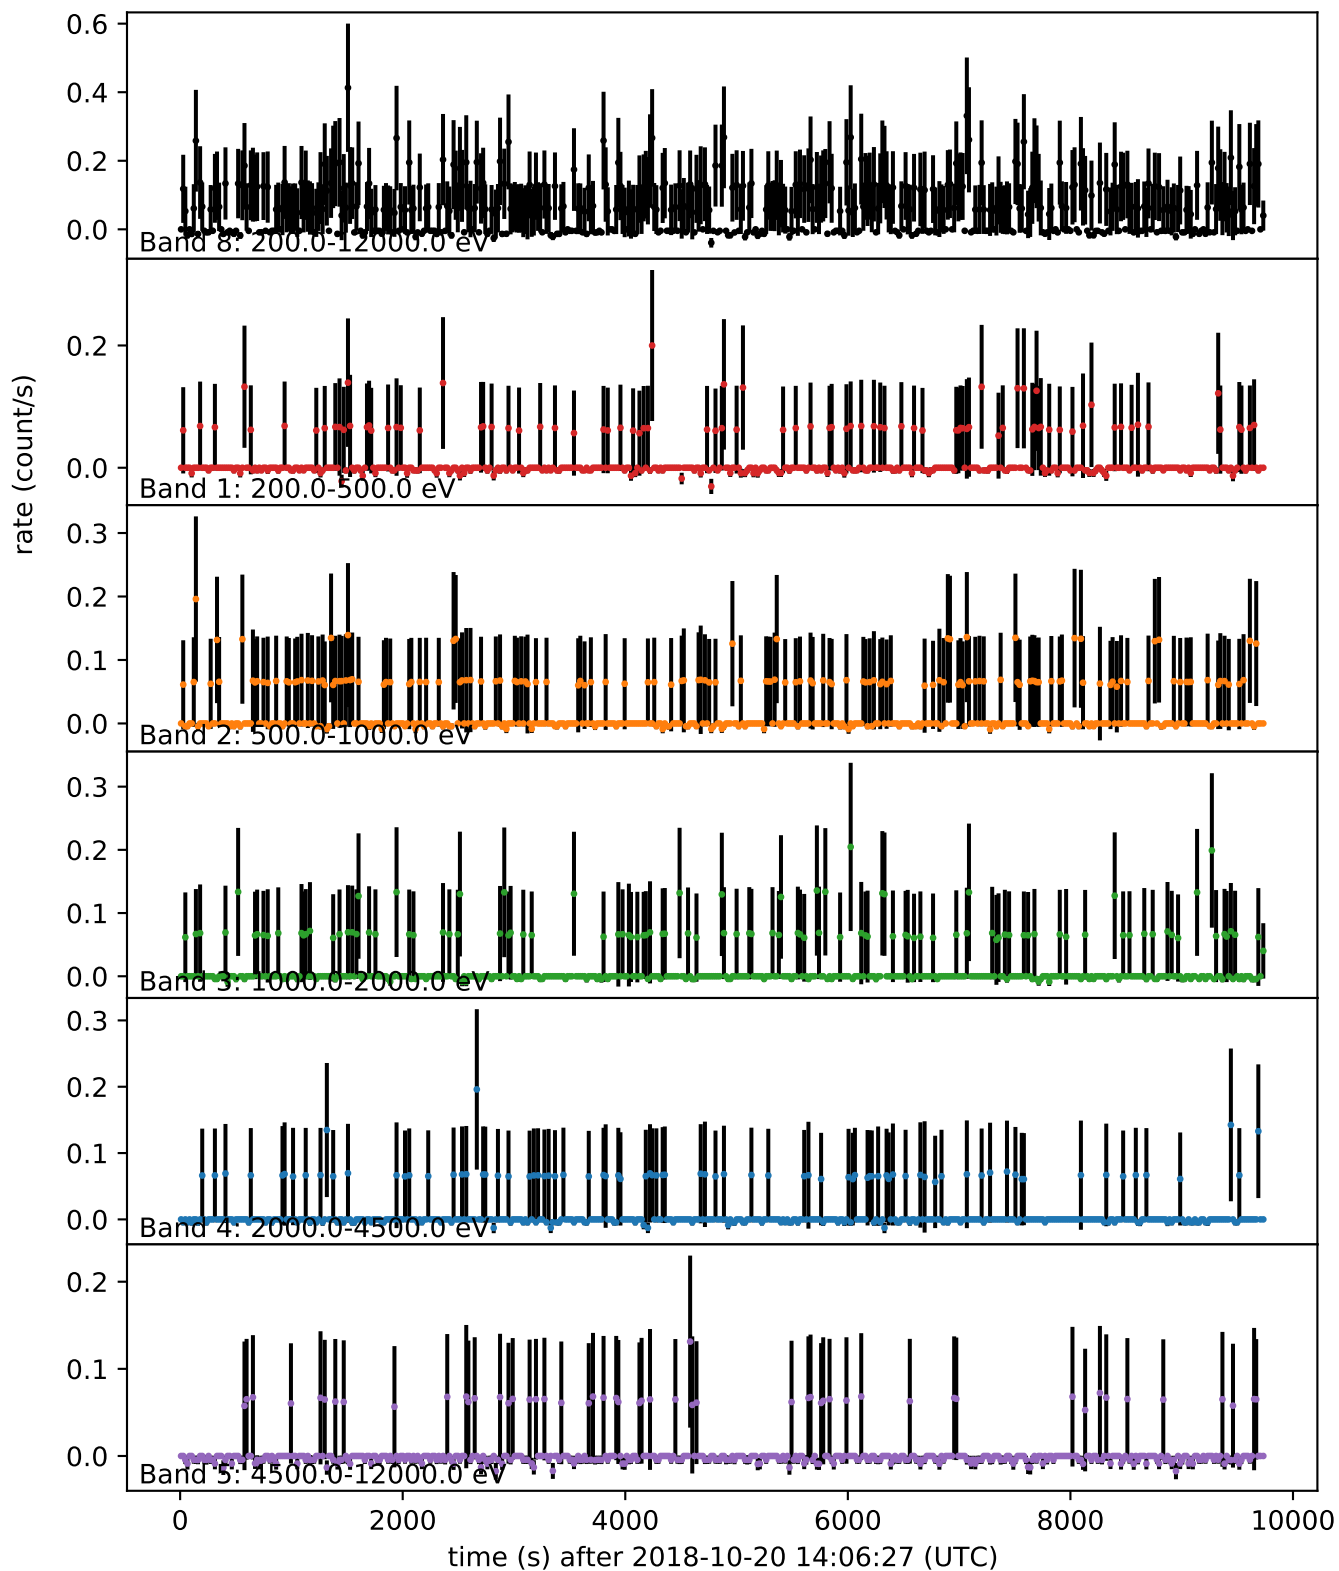 0.6
0.4
0.2
0.0
Band 8: 200.0-12000.0 eV
0.2
0.0
Band 1: 200.0-500.0 eV
rate (count/s)
0.3
0.2
0.1
0.0
Band 2: 500.0-1000.0 eV
0.3
0.2
0.1
0.0
Band 3: 1000.0-2000.0 eV
0.3
0.2
0.1
0.0
Band 4: 2000.0-4500.0 eV
0.2
0.1
0.0
Band 5: 4500.0-12000.0 eV
0 2000 4000 6000 8000 10000
time (s) after 2018-10-20 14:06:27 (UTC)